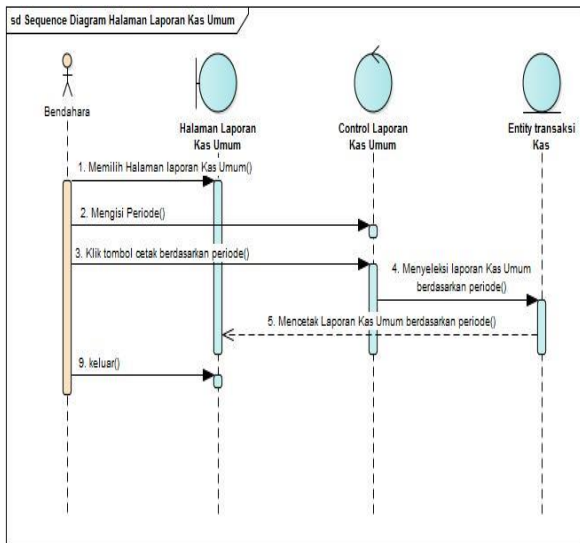 sd Sequence Diagram Halaman Laporan Kas Umum
Bendahara
Halaman Laporan
Kas Umum
Control Laporan
Kas Umum
Entity transaksi
Kas
1. Memilih Halaman laporan Kas Umum()
2. Mengisi Periode()
3. Klik tombol cetak berdasarkan periode()
4. Menyeleksi laporan Kas Umum
berdasarkan periode()
5. Mencetak Laporan Kas Umum berdasarkan periode()
9. keluar()